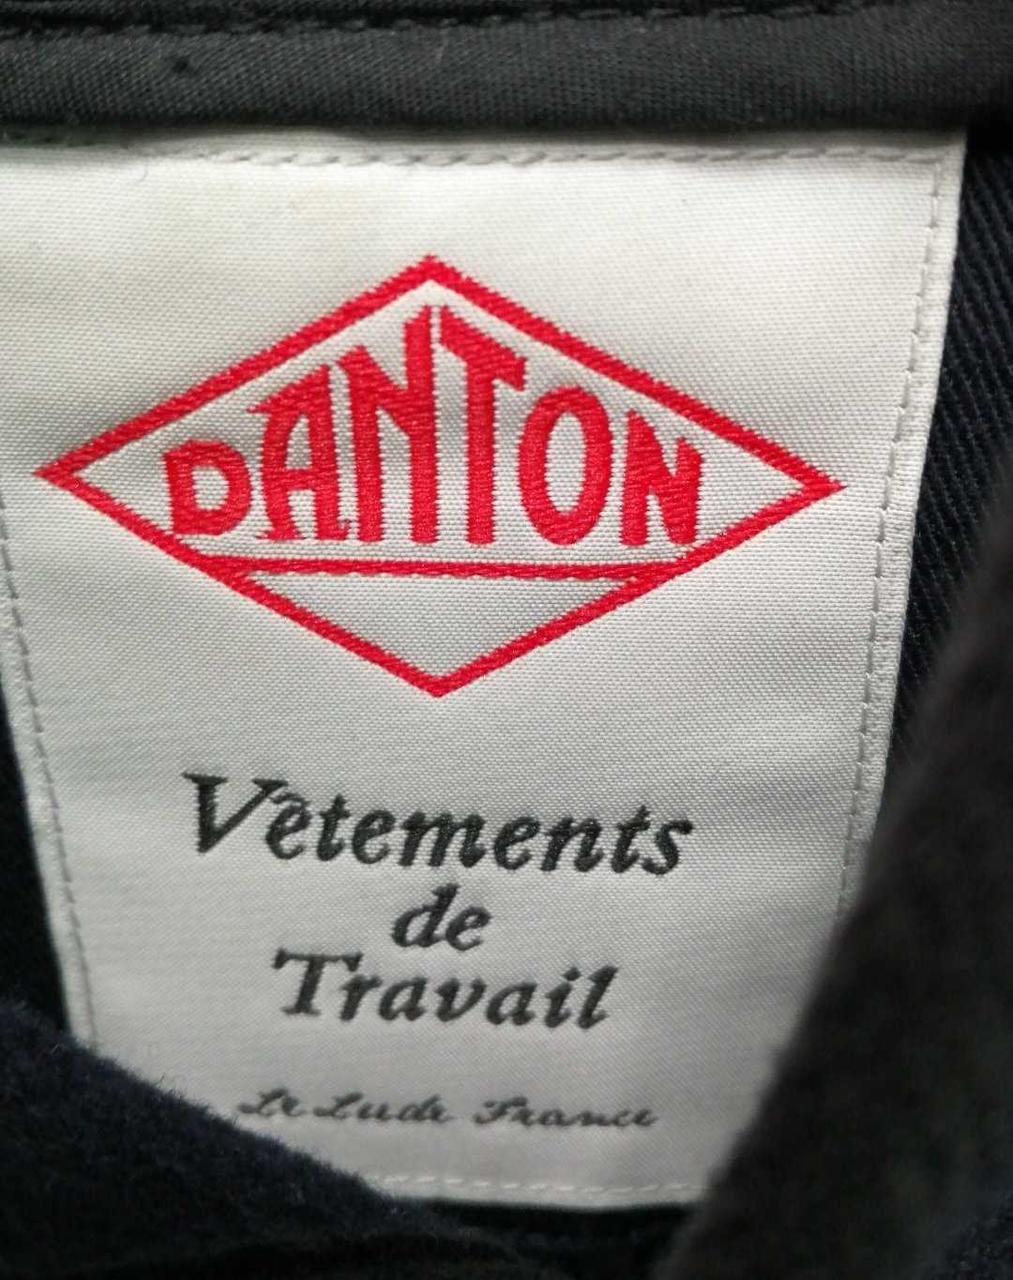 DANTON
Vêtements
de
Travail
Le Lude France